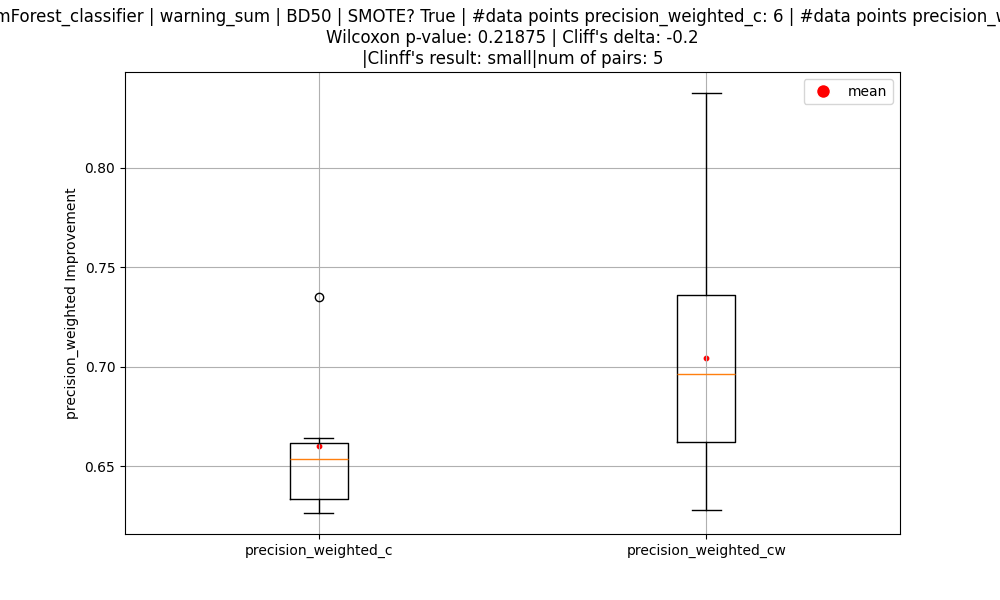 mForest_classifier | warning_sum | BD50 | SMOTE? True | #data points precision_weighted_c: 6 | #data points precision_w
Wilcoxon p-value: 0.21875 | Cliff's delta: -0.2
|Clinff's result: small|num of pairs: 5
mean
0.80
0.75
0.70
0.65
precision_weighted Improvement
precision_weighted_c
precision_weighted_cw